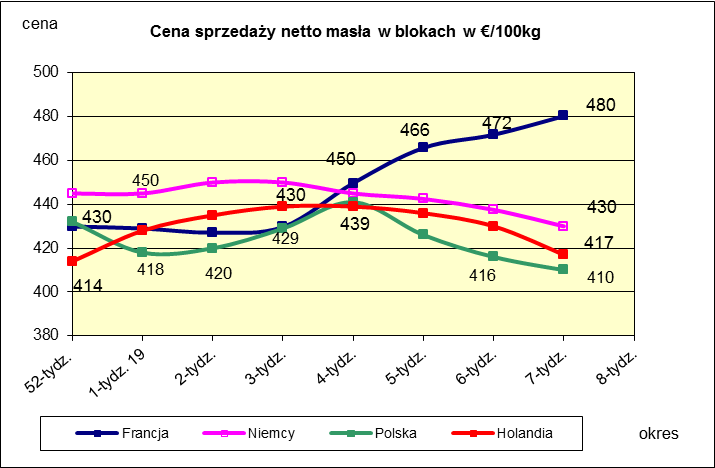 cena
Cena sprzedaży netto masła w blokach w €/100kg
500
480
460
440
420
400
380
480
472
466
450
450
430
430
430
439
429
417
418
420
416
410
414
52-tydz.
1-tydz. 19
2-tydz.
3-tydz.
4-tydz.
5-tydz.
6-tydz.
7-tydz.
8-tydz.
Francja Niemcy Polska Holandia
okres